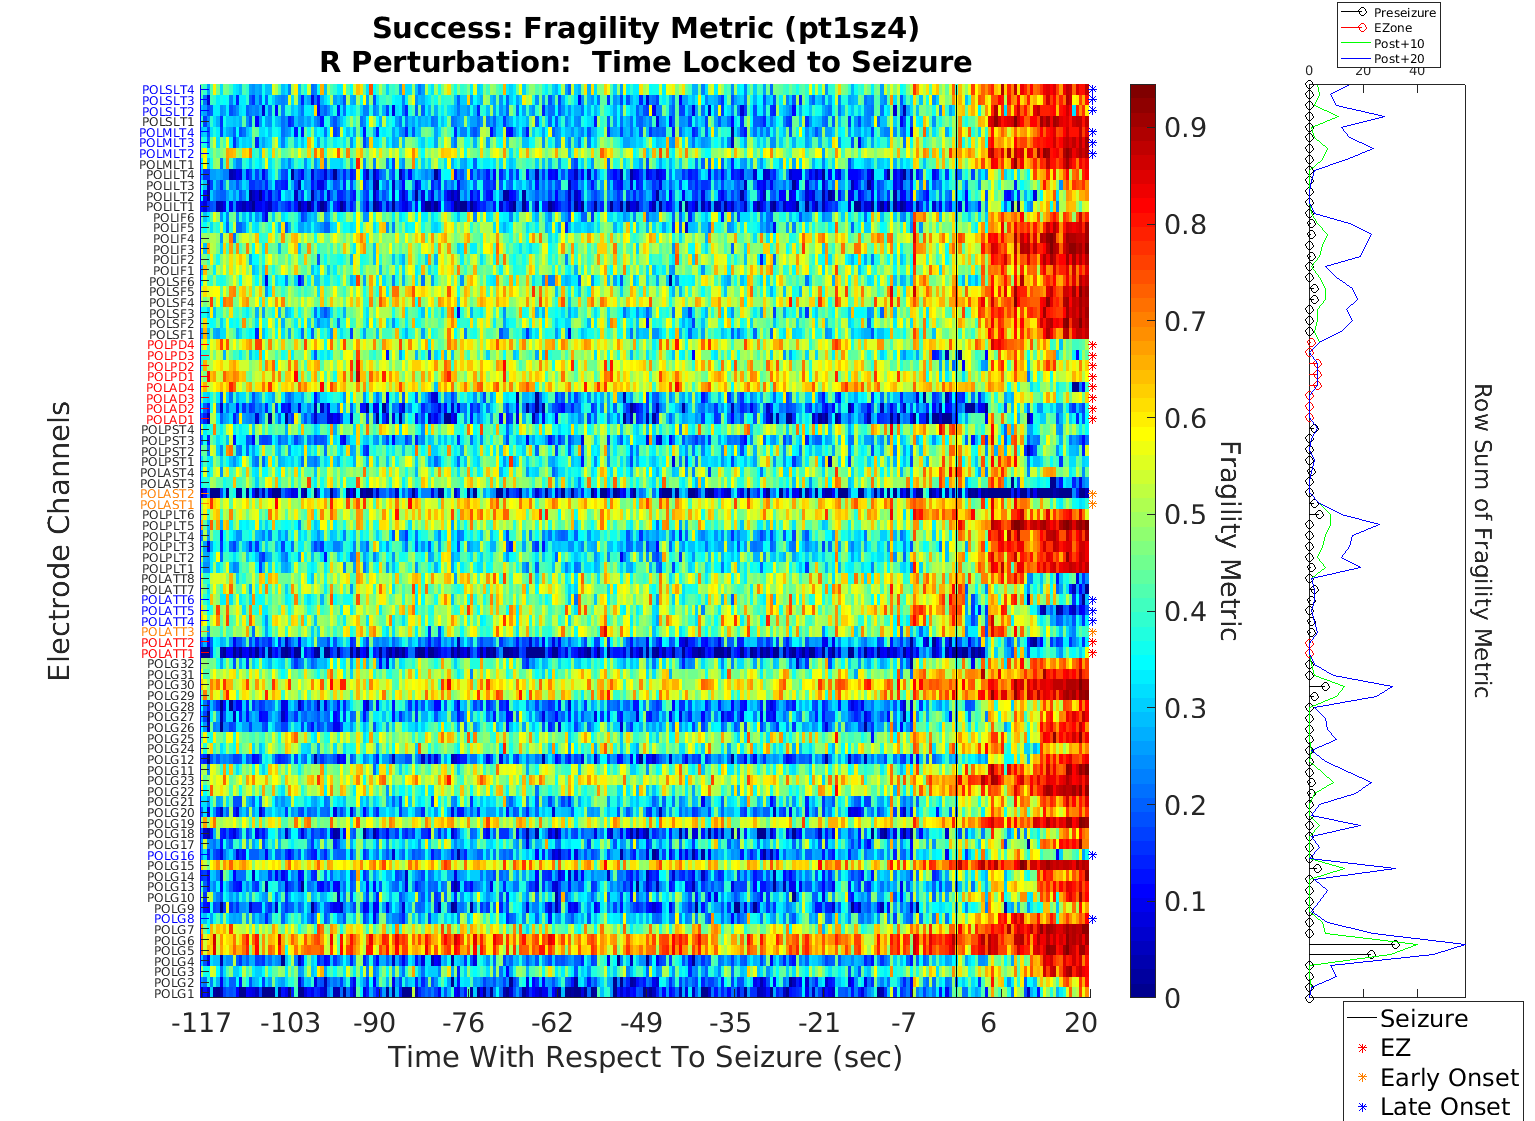 Success: Fragility Metric (pt1sz4)
R Perturbation:  Time Locked to Seizure
Electrode Channels
POLSLT4
POLSLT3
POLSLT2
POLSLT1
POLMLT4
POLMLT3
POLMLT2
POLMLT1
POLILT4
POLILT3
POLILT2
POLILT1
POLIF6
POLIF5
POLIF4
POLIF3
POLIF2
POLIF1
POLSF6
POLSF5
POLSF4
POLSF3
POLSF2
POLSF1
POLPD4
POLPD3
POLPD2
POLPD1
POLAD4
POLAD3
POLAD2
POLAD1
POLPST4
POLPST3
POLPST2
POLPST1
POLAST4
POLAST3
POLAST2
POLAST1
POLPLT6
POLPLT5
POLPLT4
POLPLT3
POLPLT2
POLPLT1
POLATT8
POLATT7
POLATT6
POLATT5
POLATT4
POLATT3
POLATT2
POLATT1
POLG32
POLG31
POLG30
POLG29
POLG28
POLG27
POLG26
POLG25
POLG24
POLG12
POLG11
POLG23
POLG22
POLG21
POLG20
POLG19
POLG18
POLG17
POLG16
POLG15
POLG14
POLG13
POLG10
POLG9
POLG8
POLG7
POLG6
POLG5
POLG4
POLG3
POLG2
POLG1
-117 -103 -90 -76 -62 -49 -35 -21 -7 6 20
Time With Respect To Seizure (sec)
0.9
0.8
0.7
0.6
0.5
0.4
0.3
0.2
0.1
0
Fragility Metric
Preseizure
EZone
Post+10
Post+20
0 20 40
Row Sum of Fragility Metric
Seizure
EZ
Early Onset
Late Onset